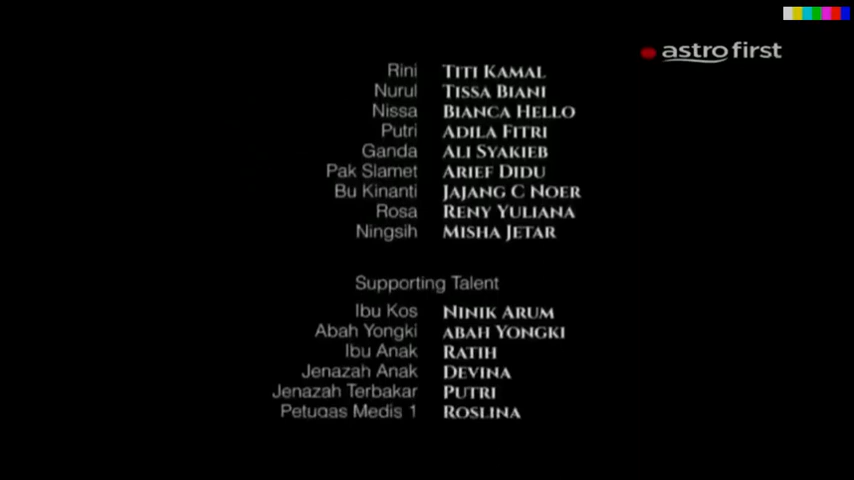 astro first
Rini TITI KAMAL
Nurul TISSA BIANI
Nissa BIANCA HELLO
Putri ADILA FITRI
Ganda ALI SYAKIEB
Pak Slamet ARIEF DIDU
Bu Kinanti JAJANG C NOER
Rosa RENY YULIANA
Ningsih MISHA JETAR
Supporting Talent
Ibu Kos NINIK ARUM
Abah Yongki ABAH YONGKI
Ibu Anak RATIH
Jenazah Anak DEVINA
Jenazah Terbakar PUTRI
Petugas Medis 1 ROSLINA